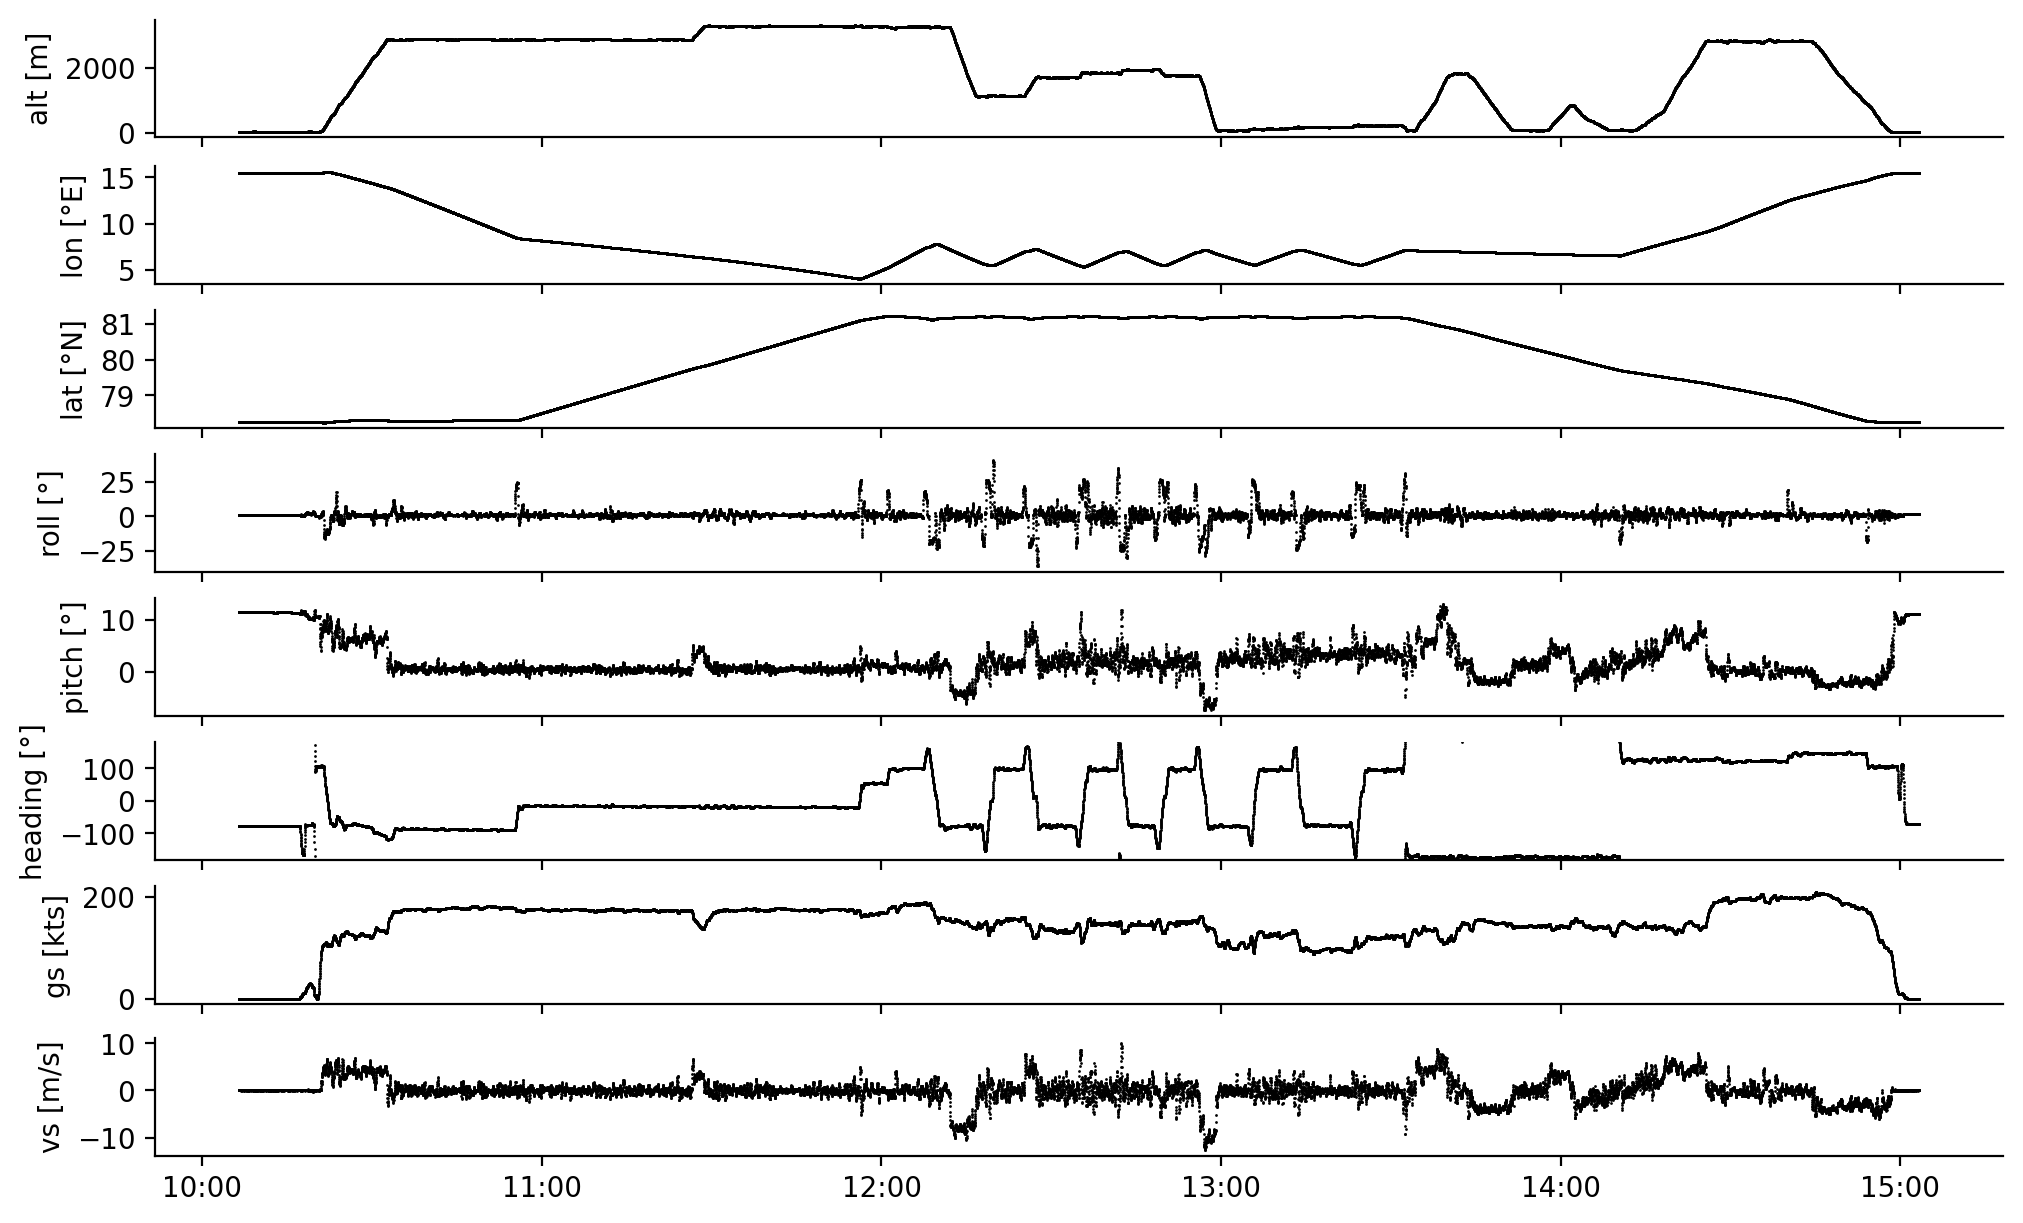 alt [m]
2000
0
lon [°E]
15
10
5
lat [°N]
81
80
79
roll [°]
25
0
−25
pitch [°]
10
0
heading [°]
100
0
−100
gs [kts]
200
0
vs [m/s]
10
0
−10
10:00 11:00 12:00 13:00 14:00 15:00